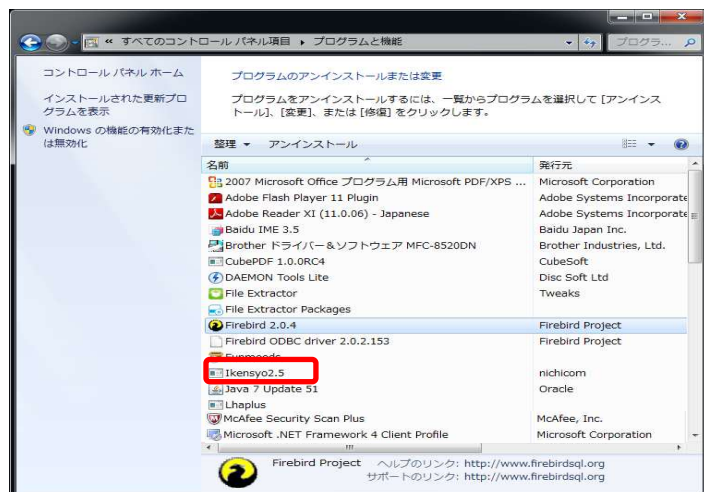 « すべてのコントロール パネル項目 ▸ プログラムと機能
プログラ...
コントロール パネル ホーム
インストールされた更新プロ
グラムを表示
Windows の機能の有効化また
は無効化
プログラムのアンインストールまたは変更
プログラムをアンインストールするには、一覧からプログラムを選択して [アンインス
トール]、[変更]、または [修復] をクリックします。
整理 ▼ アンインストール
名前 発行元
2007 Microsoft Office プログラム用 Microsoft PDF/XPS ... Microsoft Corporation
Adobe Flash Player 11 Plugin Adobe Systems Incorporate
Adobe Reader XI (11.0.06) - Japanese Adobe Systems Incorporate
Baidu IME 3.5 Baidu Japan Inc.
Brother ドライバー&ソフトウェア MFC-8520DN Brother Industries, Ltd.
CubePDF 1.0.0RC4 CubeSoft
DAEMON Tools Lite Disc Soft Ltd
File Extractor Tweaks
File Extractor Packages
Firebird 2.0.4 Firebird Project
Firebird ODBC driver 2.0.2.153 Firebird Project
Funmoods
Ikensyo2.5 nichicom
Java 7 Update 51 Oracle
Lhaplus
McAfee Security Scan Plus McAfee, Inc.
Microsoft .NET Framework 4 Client Profile Microsoft Corporation
Firebird Project ヘルプのリンク: http://www.firebirdsql.org
サポートのリンク: http://www.firebirdsql.org